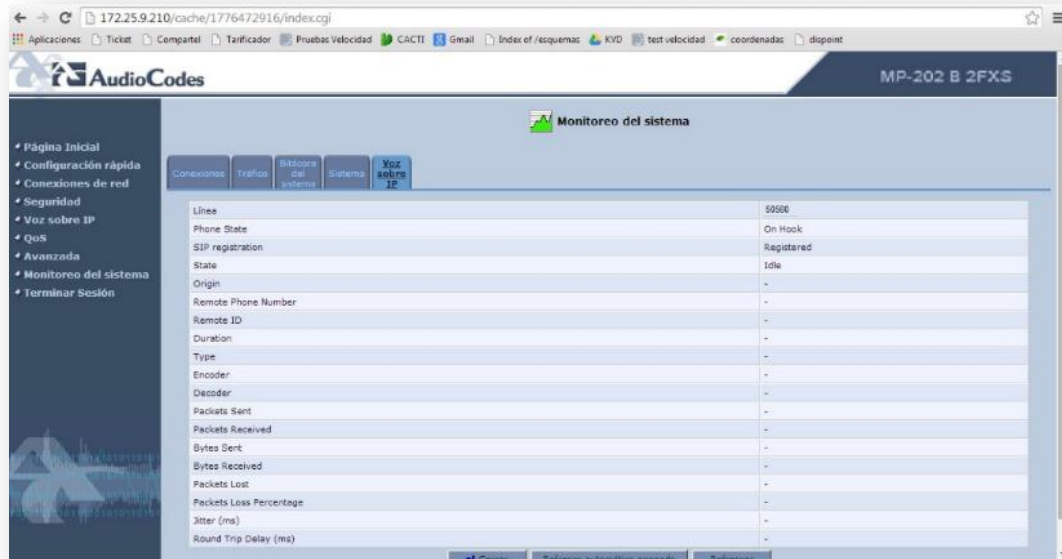 172.25.9.210/cache/1776472916/index.cgi
Aplicaciones Ticket Compartel Tarificador Pruebas Velocidad CACTI Gmail Index of /esquemas KVD test velocidad coordenadas dispoint
AudioCodes
MP-202 B 2FXS
Monitoreo del sistema
Página Inicial
Configuración rápida
Conexiones de red
Seguridad
Voz sobre IP
QoS
Avanzada
Monitoreo del sistema
Terminar Sesión
Conexiones
Tráfico
Bitácora del sistema
Sistema
Voz sobre IP
Línea 50560
Phone State On Hook
SIP registration Registered
State Idle
Origin -
Remote Phone Number -
Remote ID -
Duration -
Type -
Encoder -
Decoder -
Packets Sent -
Packets Received -
Bytes Sent -
Bytes Received -
Packets Lost -
Packets Loss Percentage -
Jitter (ms) -
Round Trip Delay (ms) -